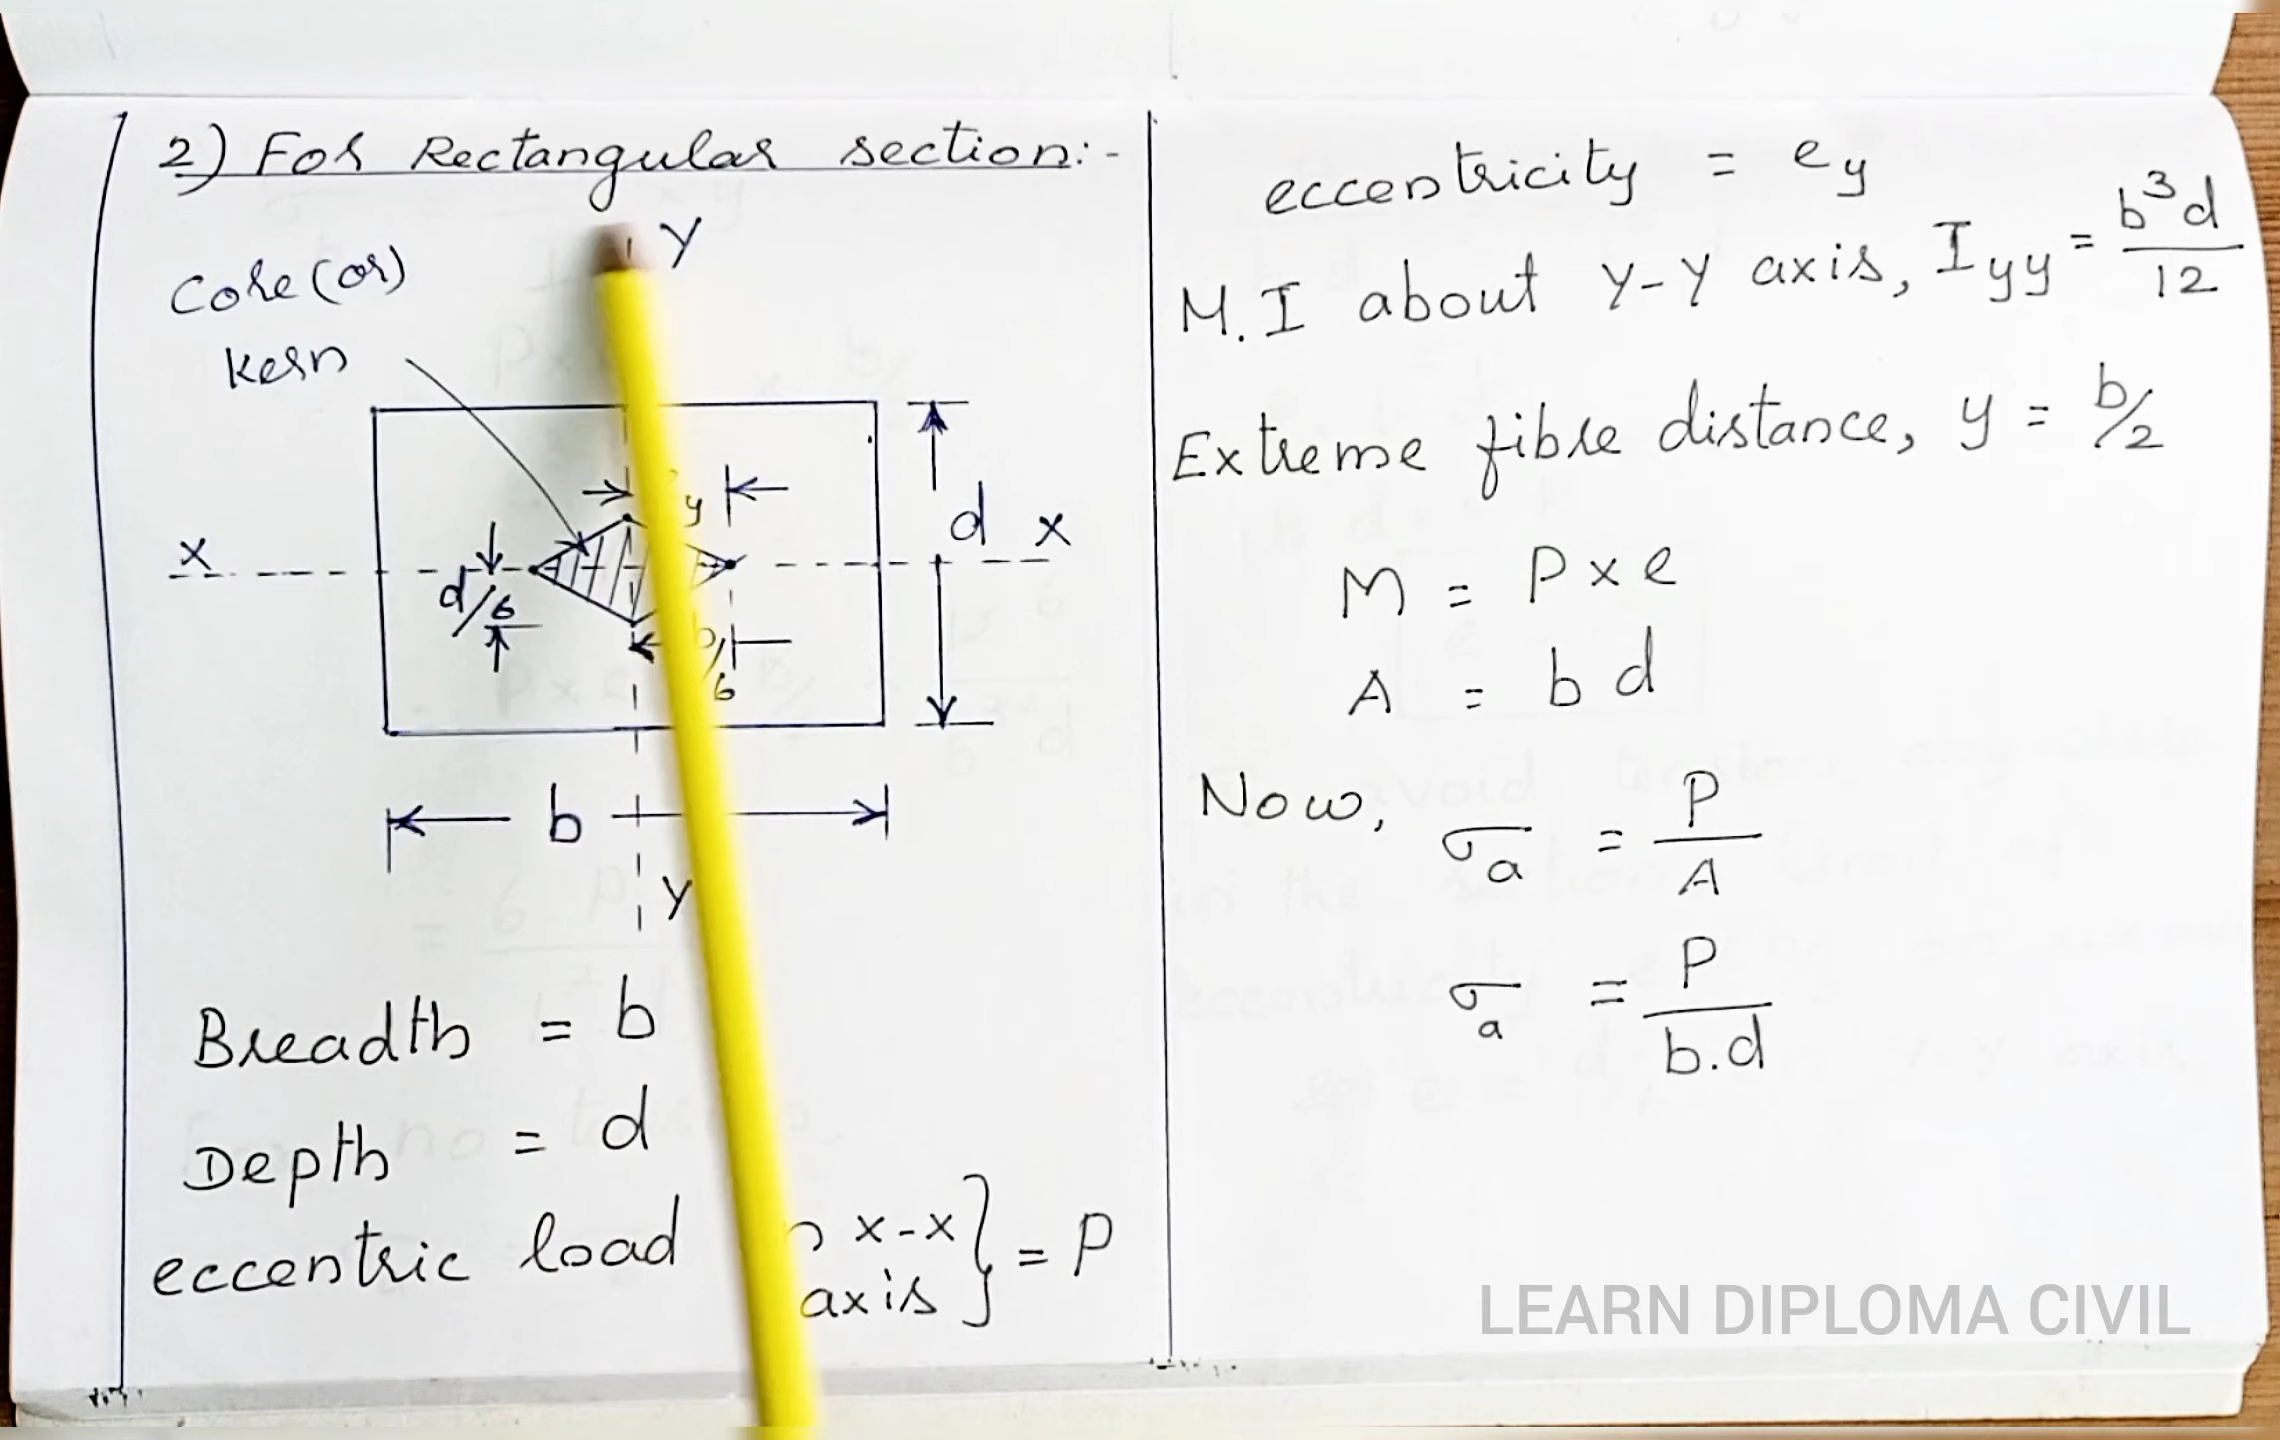 2) For Rectangular section:-
Core (or)
Kern
Y
y
d
X
X
d/6
b/6
b
Y
Breadth = b
Depth = d
eccentric load x-x } = P
axis
eccentricity = ey
M.I about Y-Y axis, Iyy = b³d/12
Extreme fibre distance, y = b/2
M = P x e
A = b d
Now, σa = P/A
σa = P/b.d
LEARN DIPLOMA CIVIL